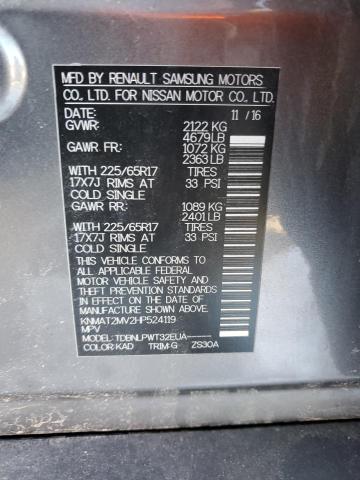 MFD BY RENAULT SAMSUNG MOTORS
CO., LTD. FOR NISSAN MOTOR CO., LTD.
DATE: 11 / 16
GVWR: 2122 KG
4679LB
GAWR FR: 1072 KG
2363LB
WITH 225/65R17 TIRES
17X7J RIMS AT 33 PSI
COLD SINGLE
GAWR RR: 1089 KG
2401LB
WITH 225/65R17 TIRES
17X7J RIMS AT 33 PSI
COLD SINGLE
THIS VEHICLE CONFORMS TO
ALL APPLICABLE FEDERAL
MOTOR VEHICLE SAFETY AND
THEFT PREVENTION STANDARDS
IN EFFECT ON THE DATE OF
MANUFACTURE SHOWN ABOVE.
KNMAT2MV2HP524119
MPV
MODEL: TDBNLPWT32EUA-----
COLOR:KAD TRIM:G ZS30A